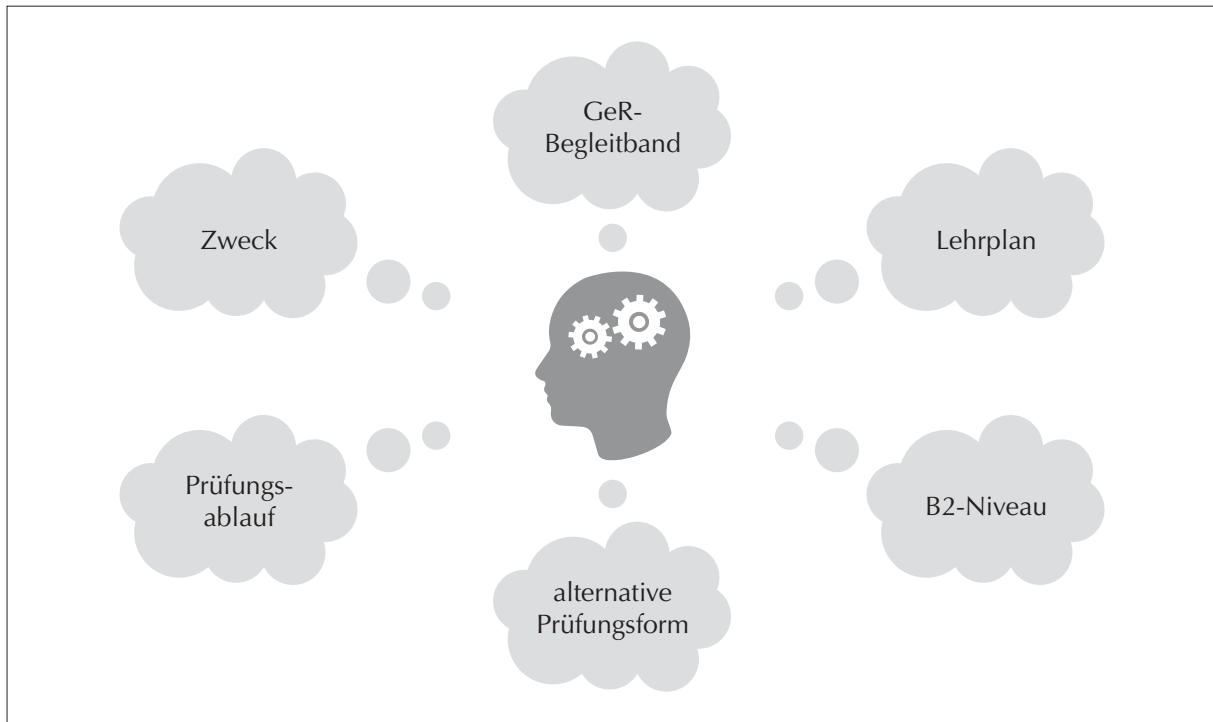 GeR-
Begleitband
Zweck
Lehrplan
Prüfungs-
ablauf
B2-Niveau
alternative
Prüfungsform